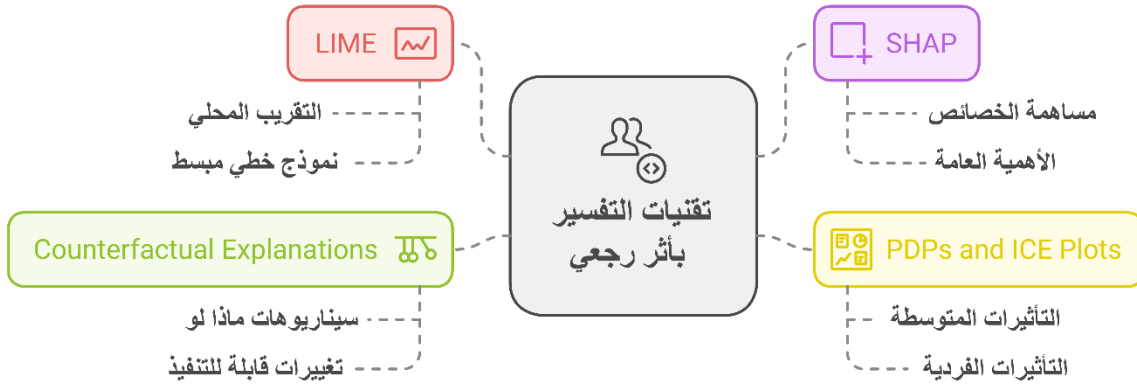 تقنيات التفسير
بأثر رجعي
SHAP
مساهمة الخصائص
الأهمية العامة
LIME
التقريب المحلي
نموذج خطي مبسط
PDPs and ICE Plots
التأثيرات المتوسطة
التأثيرات الفردية
Counterfactual Explanations
سيناريوهات ماذا لو
تغييرات قابلة للتنفيذ